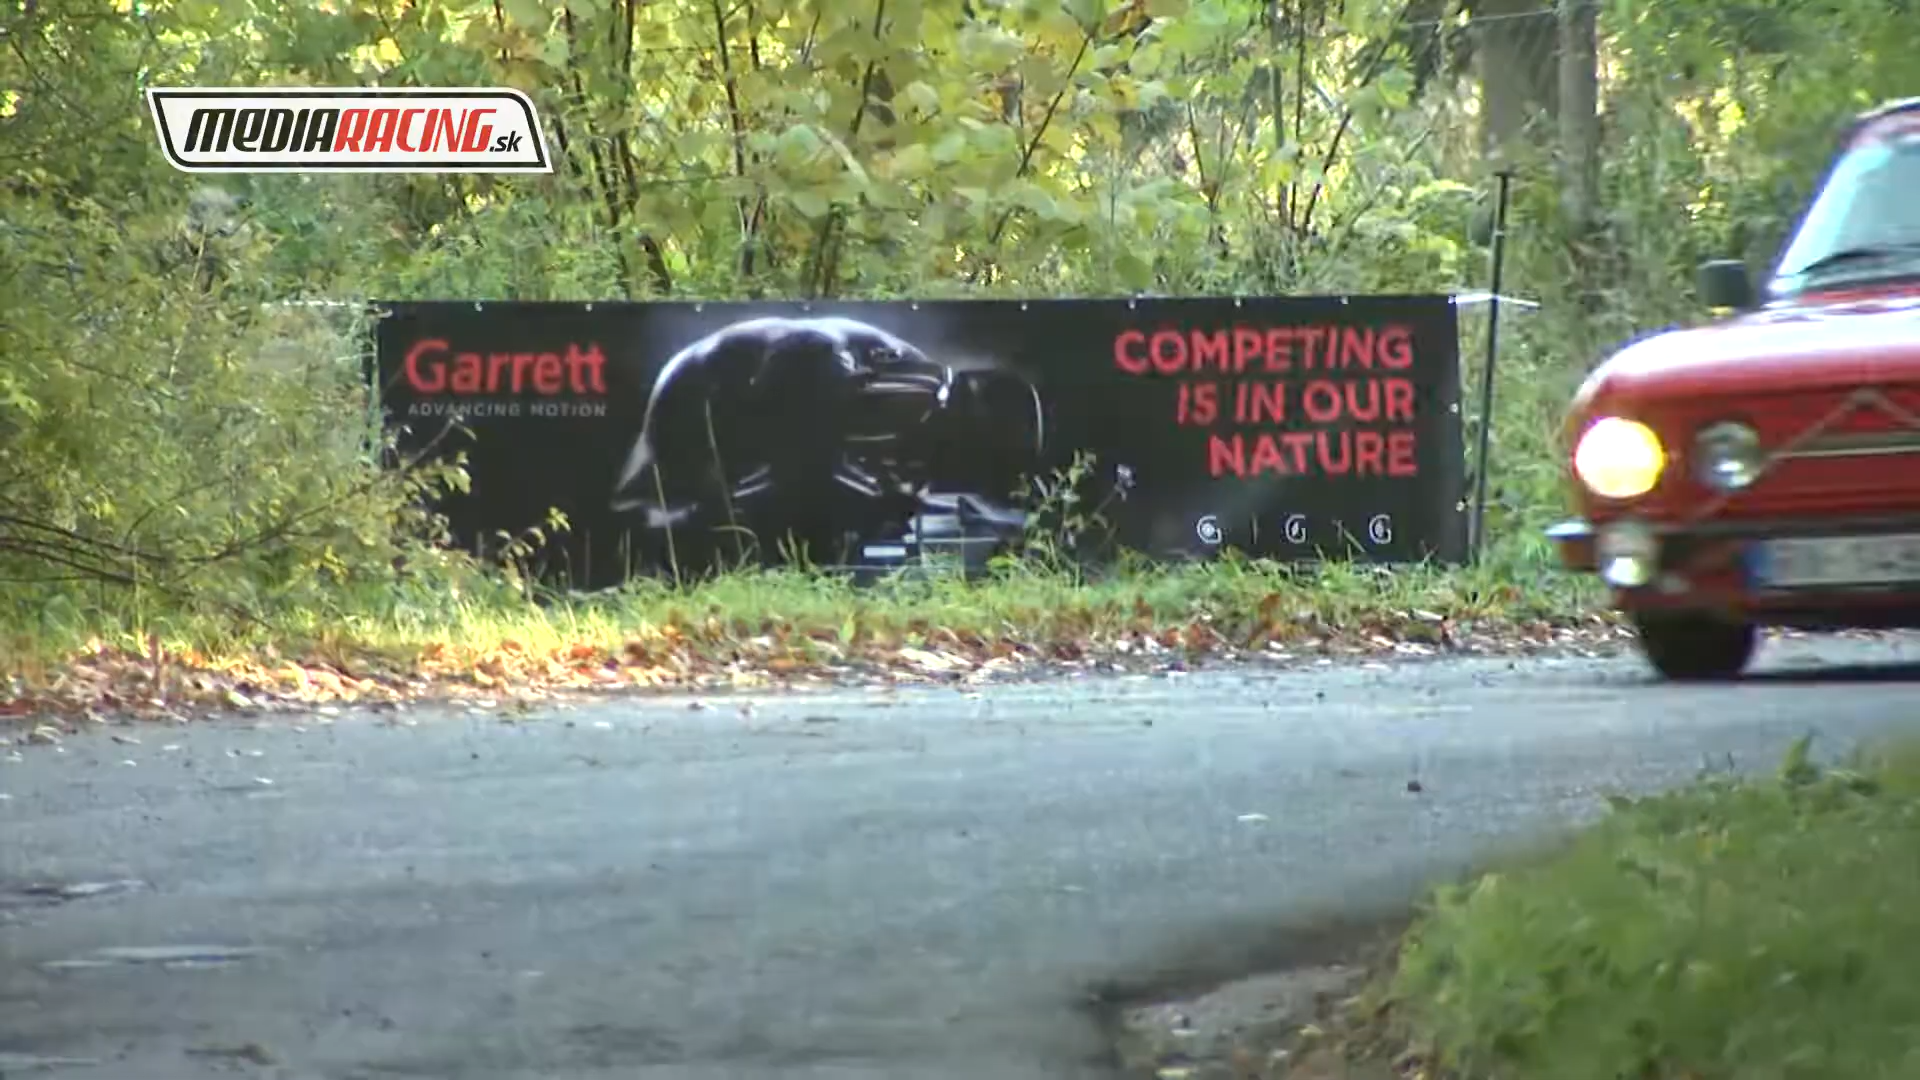 MEDIARACING.sk
Garrett
ADVANCING MOTION
COMPETING
IS IN OUR
NATURE
G | G | G